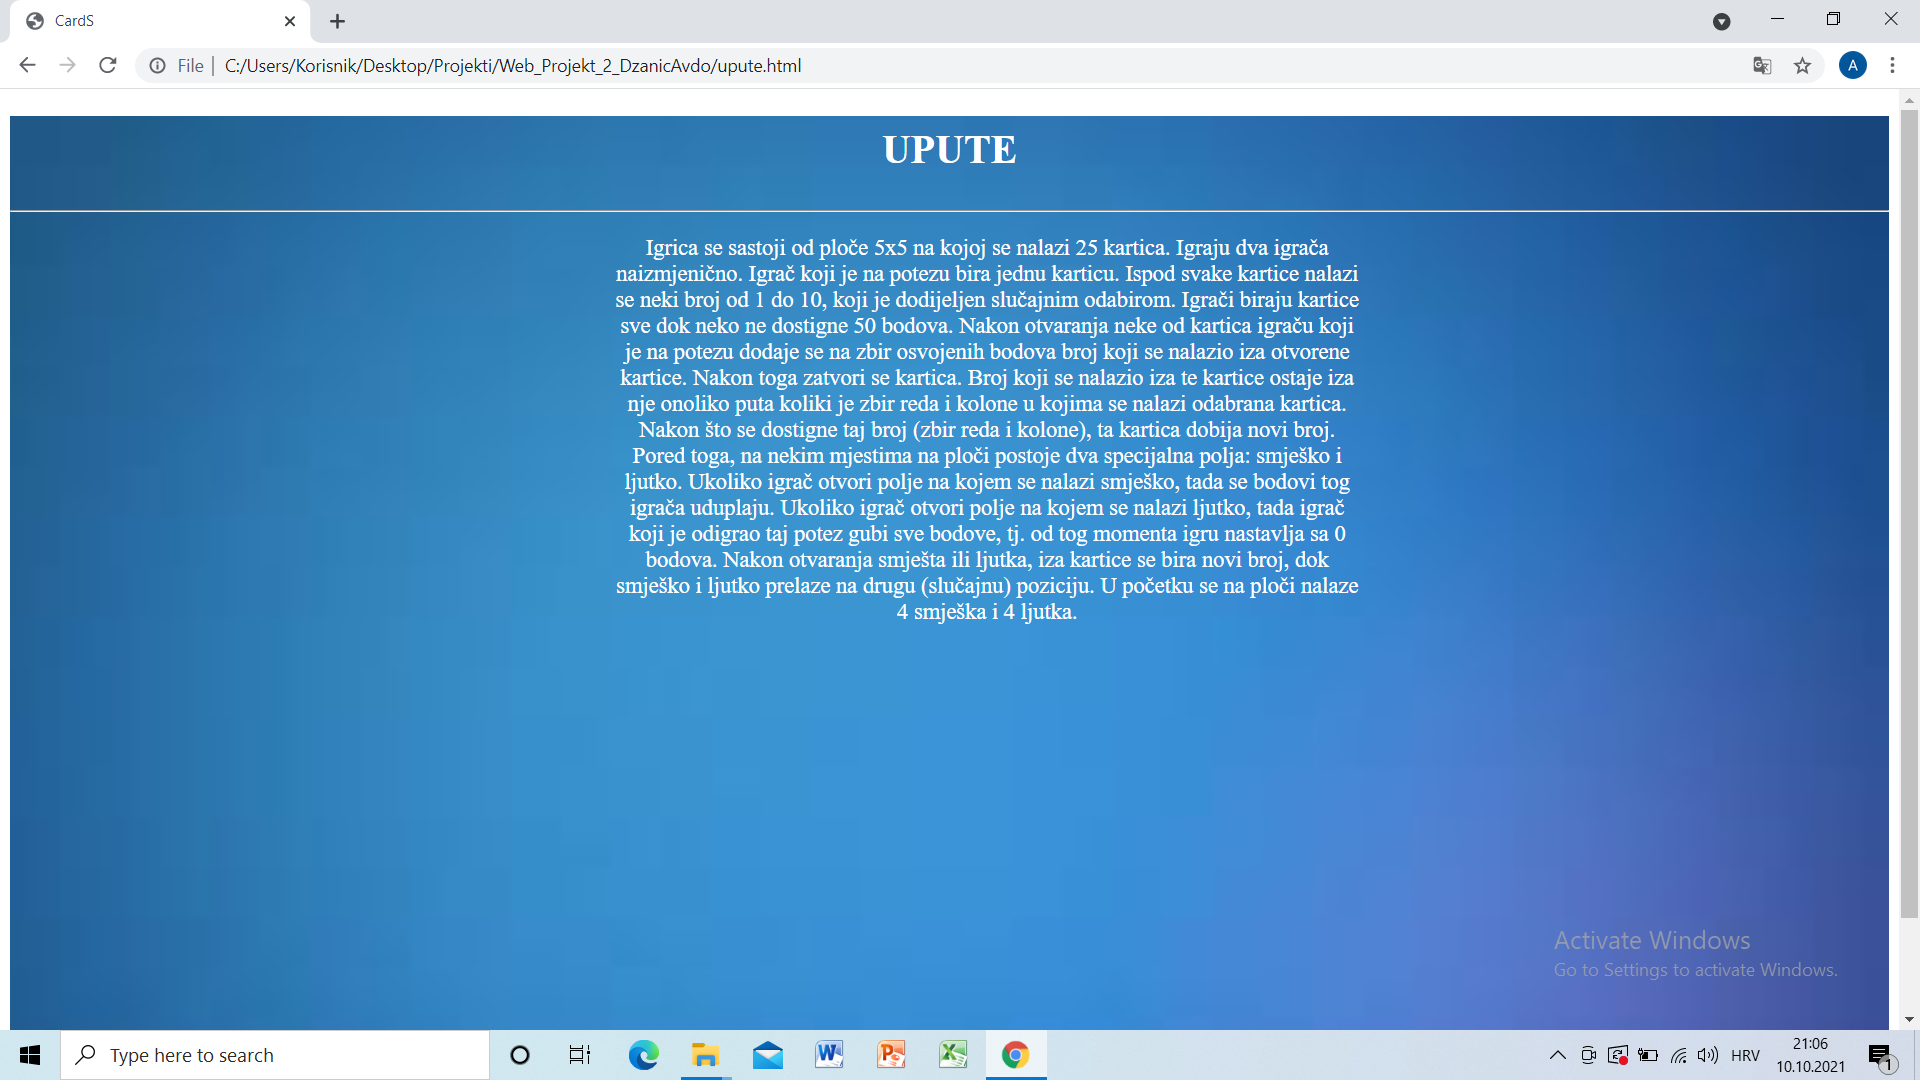 CardS
File
C:/Users/Korisnik/Desktop/Projekti/Web_Projekt_2_DzanicAvdo/upute.html
A
UPUTE
Igrica se sastoji od ploče 5x5 na kojoj se nalazi 25 kartica. Igraju dva igrača
naizmjenično. Igrač koji je na potezu bira jednu karticu. Ispod svake kartice nalazi
se neki broj od 1 do 10, koji je dodijeljen slučajnim odabirom. Igrači biraju kartice
sve dok neko ne dostigne 50 bodova. Nakon otvaranja neke od kartica igraču koji
je na potezu dodaje se na zbir osvojenih bodova broj koji se nalazio iza otvorene
kartice. Nakon toga zatvori se kartica. Broj koji se nalazio iza te kartice ostaje iza
nje onoliko puta koliki je zbir reda i kolone u kojima se nalazi odabrana kartica.
Nakon što se dostigne taj broj (zbir reda i kolone), ta kartica dobija novi broj.
Pored toga, na nekim mjestima na ploči postoje dva specijalna polja: smješko i
ljutko. Ukoliko igrač otvori polje na kojem se nalazi smješko, tada se bodovi tog
igrača uduplaju. Ukoliko igrač otvori polje na kojem se nalazi ljutko, tada igrač
koji je odigrao taj potez gubi sve bodove, tj. od tog momenta igru nastavlja sa 0
bodova. Nakon otvaranja smješta ili ljutka, iza kartice se bira novi broj, dok
smješko i ljutko prelaze na drugu (slučajnu) poziciju. U početku se na ploči nalaze
4 smješka i 4 ljutka.
Activate Windows
Go to Settings to activate Windows.
Type here to search
HRV
21:06
10.10.2021
1